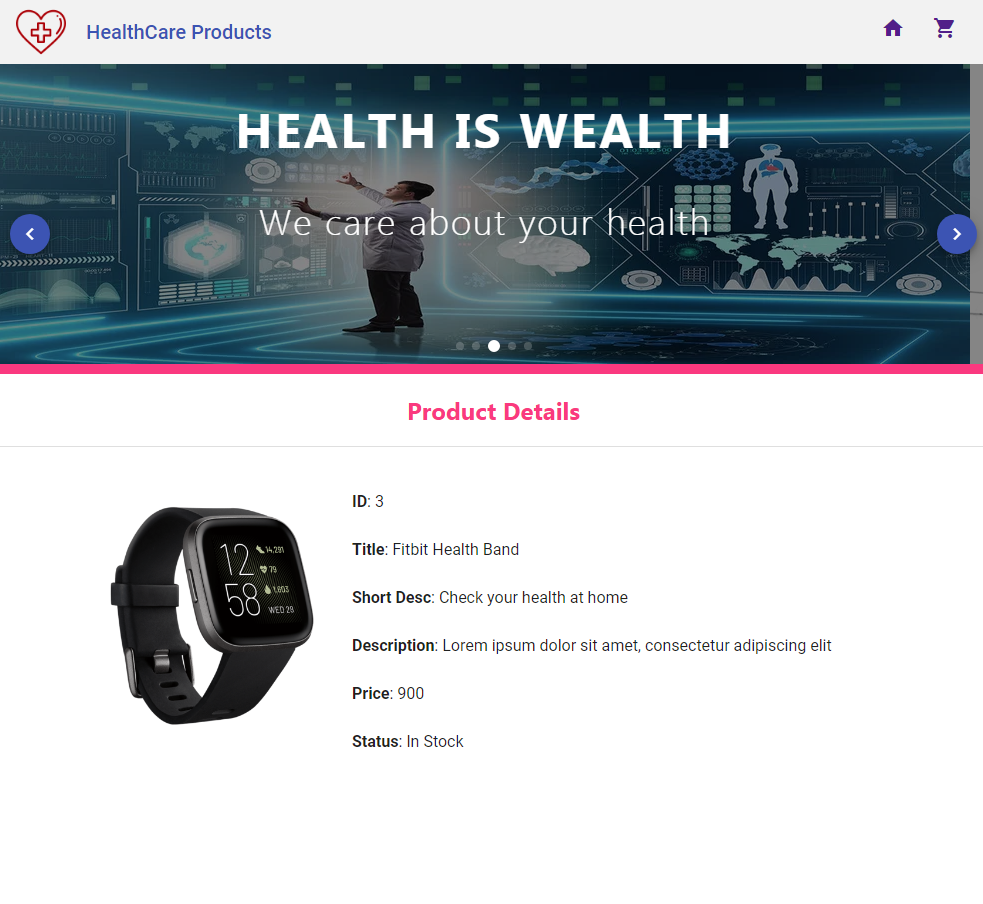 HealthCare Products
HEALTH IS WEALTH
We care about your health
Product Details
ID: 3
Title: Fitbit Health Band
Short Desc: Check your health at home
Description: Lorem ipsum dolor sit amet, consectetur adipiscing elit
Price: 900
Status: In Stock
12
14,291
79
58
1,603
WED 29